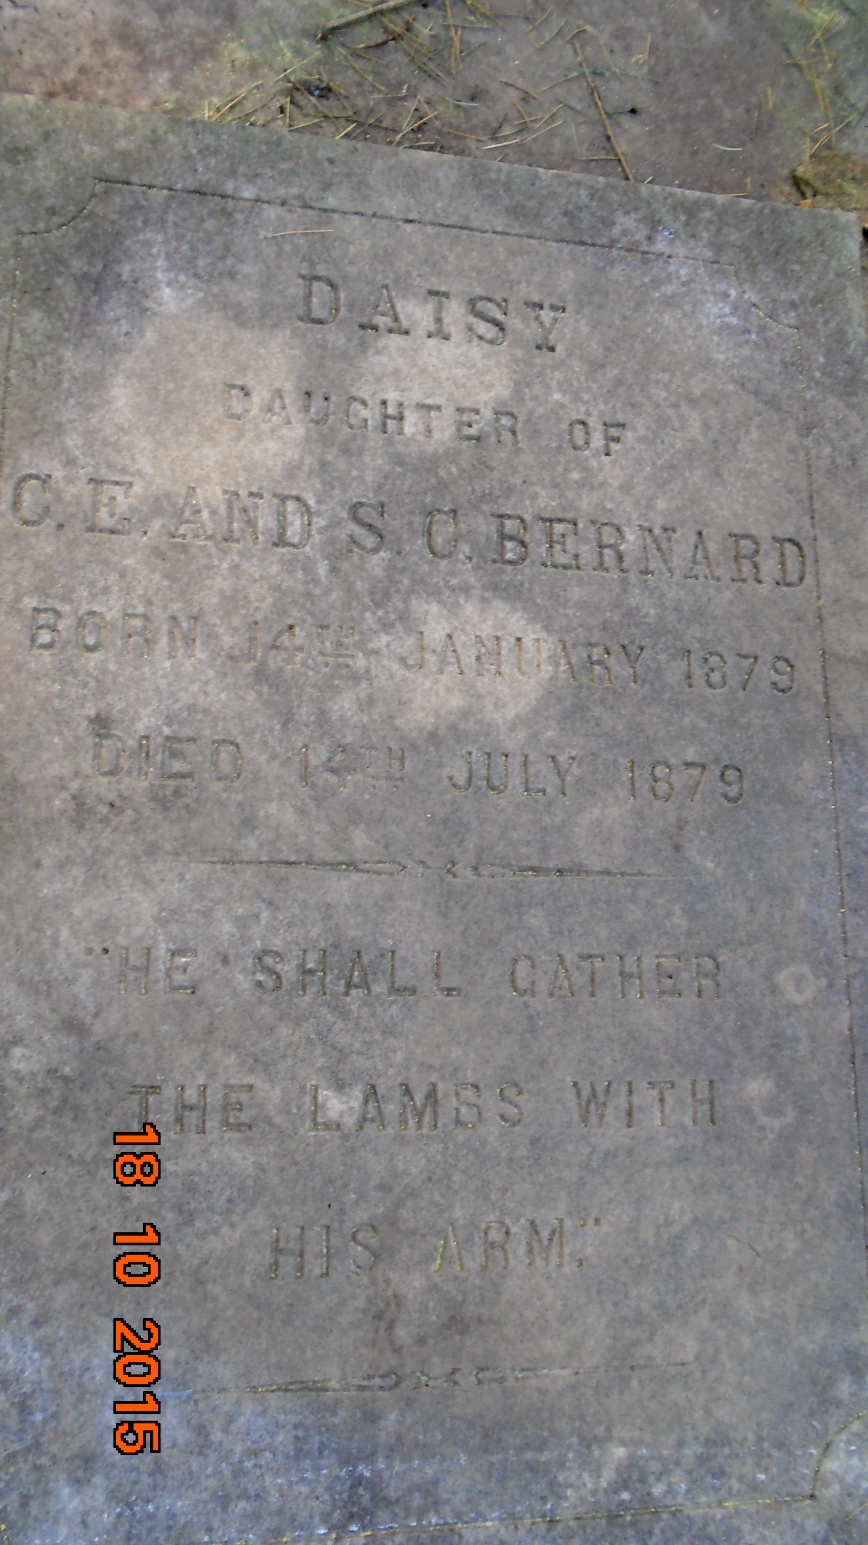 DAISY
DAUGHTER OF
C. E. AND S. C. BERNARD
BORN 14TH JANUARY 1879
DIED 14TH JULY 1879
"HE SHALL GATHER
THE LAMBS WITH
HIS ARM."
18 10 2015